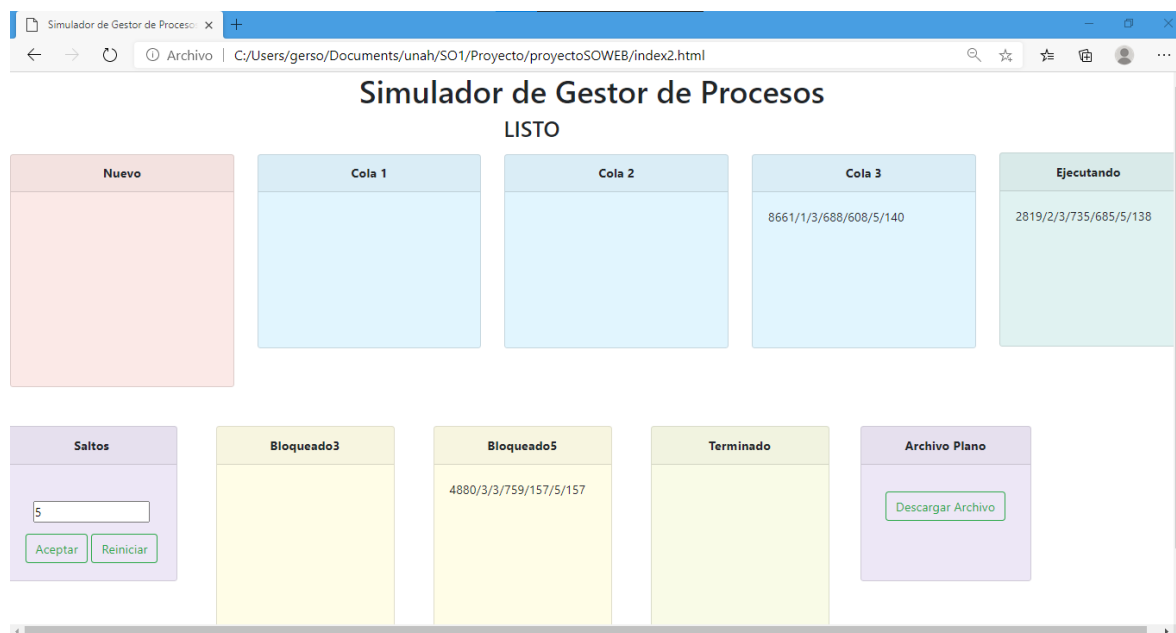 Simulador de Gestor de Proceso
Archivo
C:/Users/gerso/Documents/unah/SO1/Proyecto/proyectoSOWEB/index2.html
Simulador de Gestor de Procesos
LISTO
Nuevo
Cola 1
Cola 2
Cola 3
Ejecutando
8661/1/3/688/608/5/140
2819/2/3/735/685/5/138
Saltos
Bloqueado3
Bloqueado5
Terminado
Archivo Plano
4880/3/3/759/157/5/157
5
Descargar Archivo
Aceptar
Reiniciar